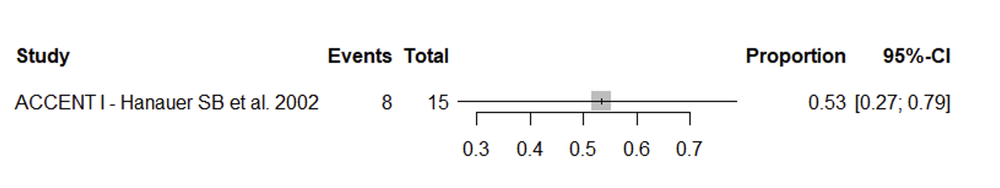 Study Events Total Proportion 95%-CI
ACCENT I - Hanauer SB et al. 2002 8 15 0.53 [0.27; 0.79]
0.3 0.4 0.5 0.6 0.7